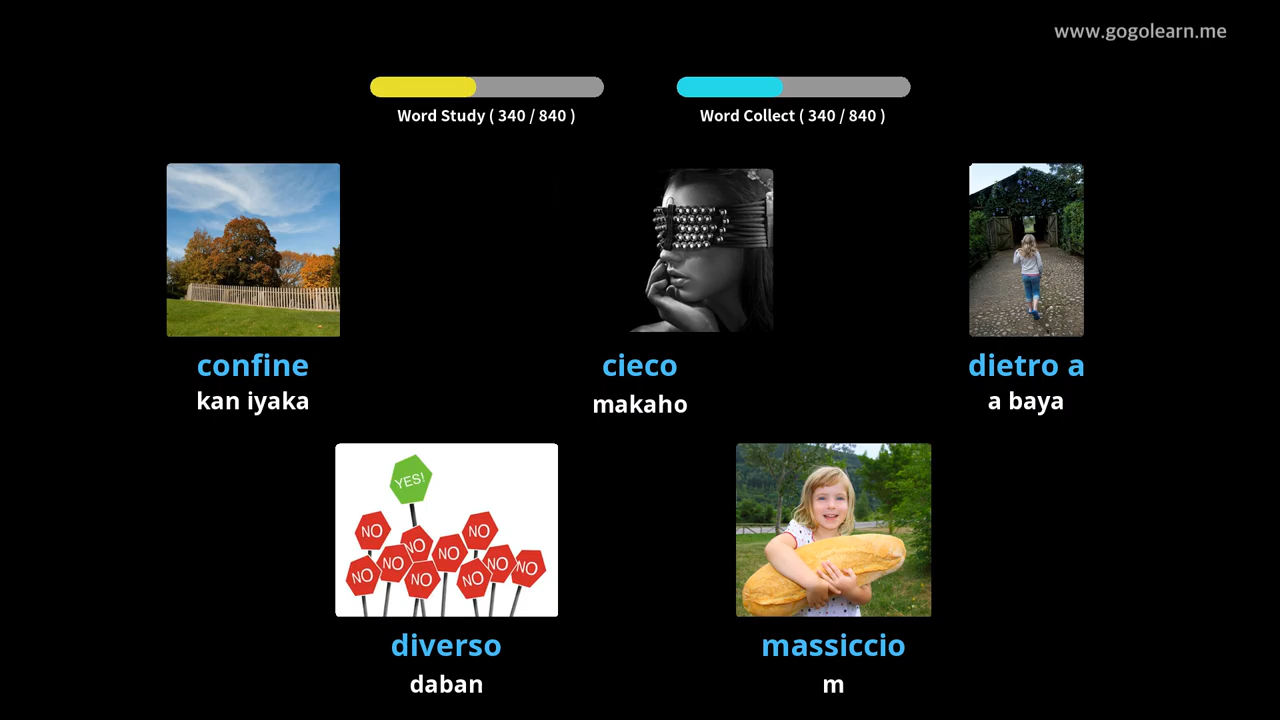 www.gogolearn.me
Word Study ( 340 / 840 )
Word Collect ( 340 / 840 )
confine
kan iyaka
cieco
makaho
dietro a
a baya
YES!
NO
NO
NO
NO
NO
NO
NO
NO
NO
NO
diverso
daban
massiccio
m